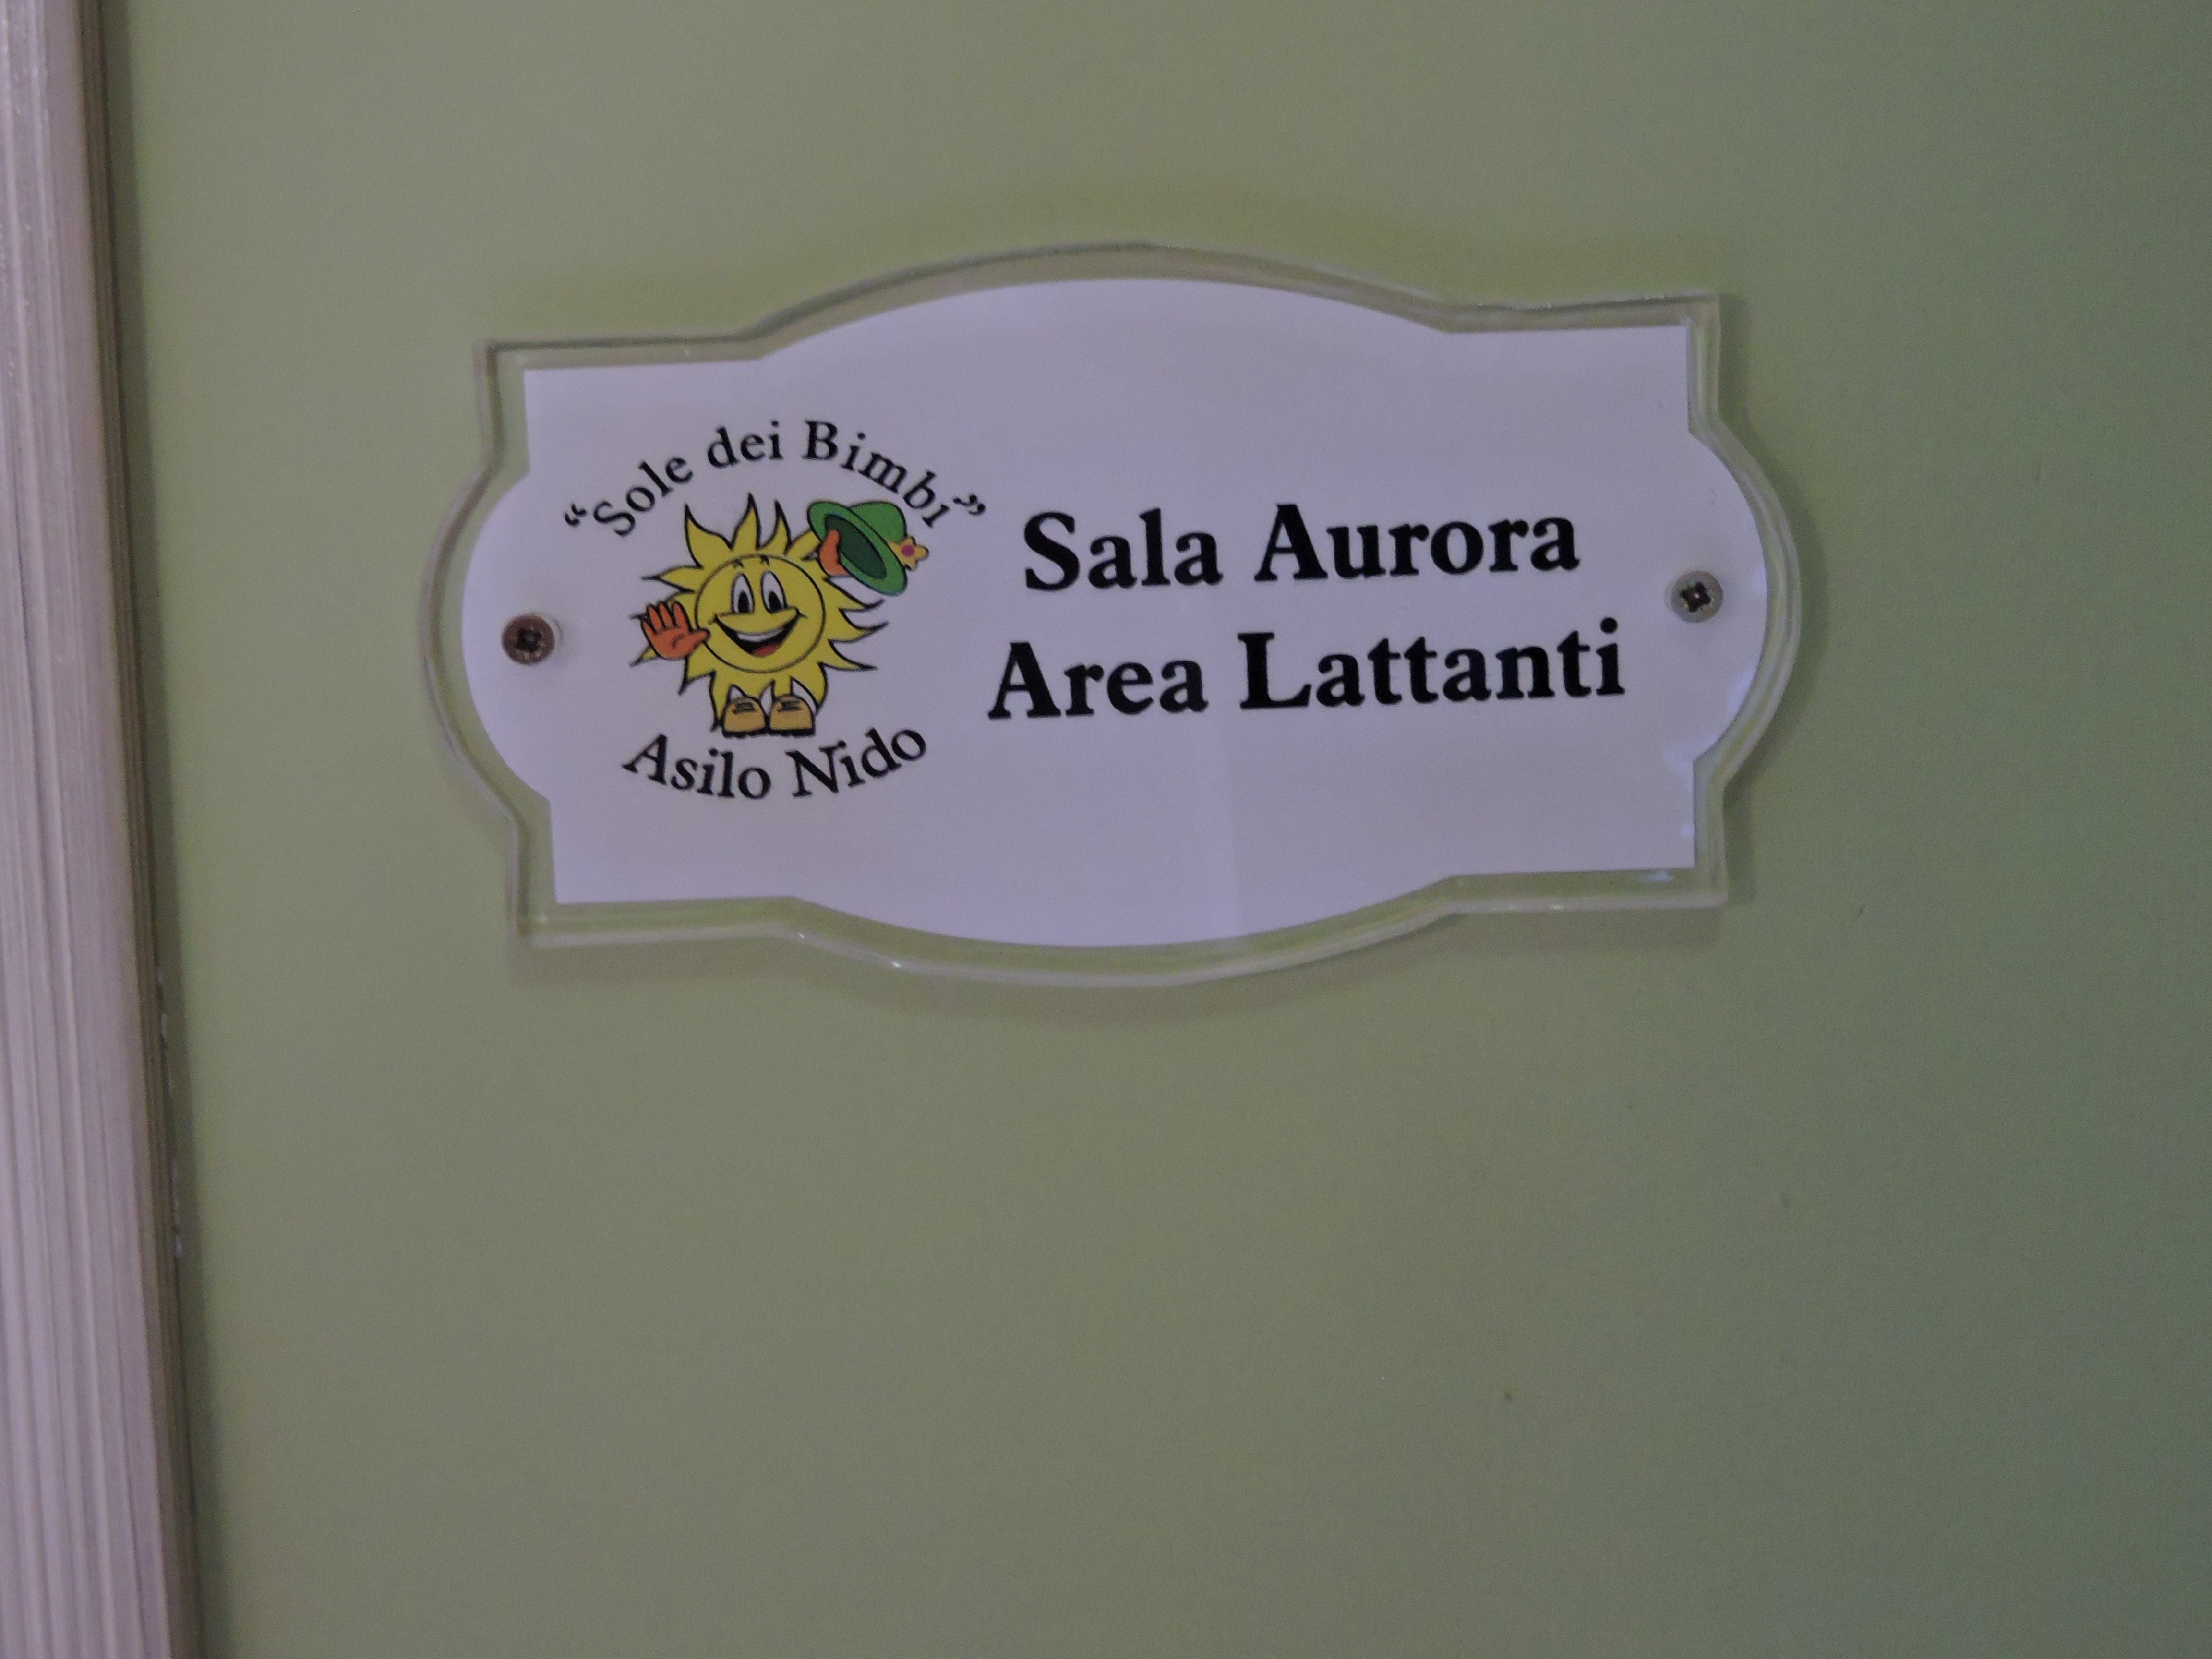 “Sole dei Bimbi”
Asilo Nido
Sala Aurora
Area Lattanti